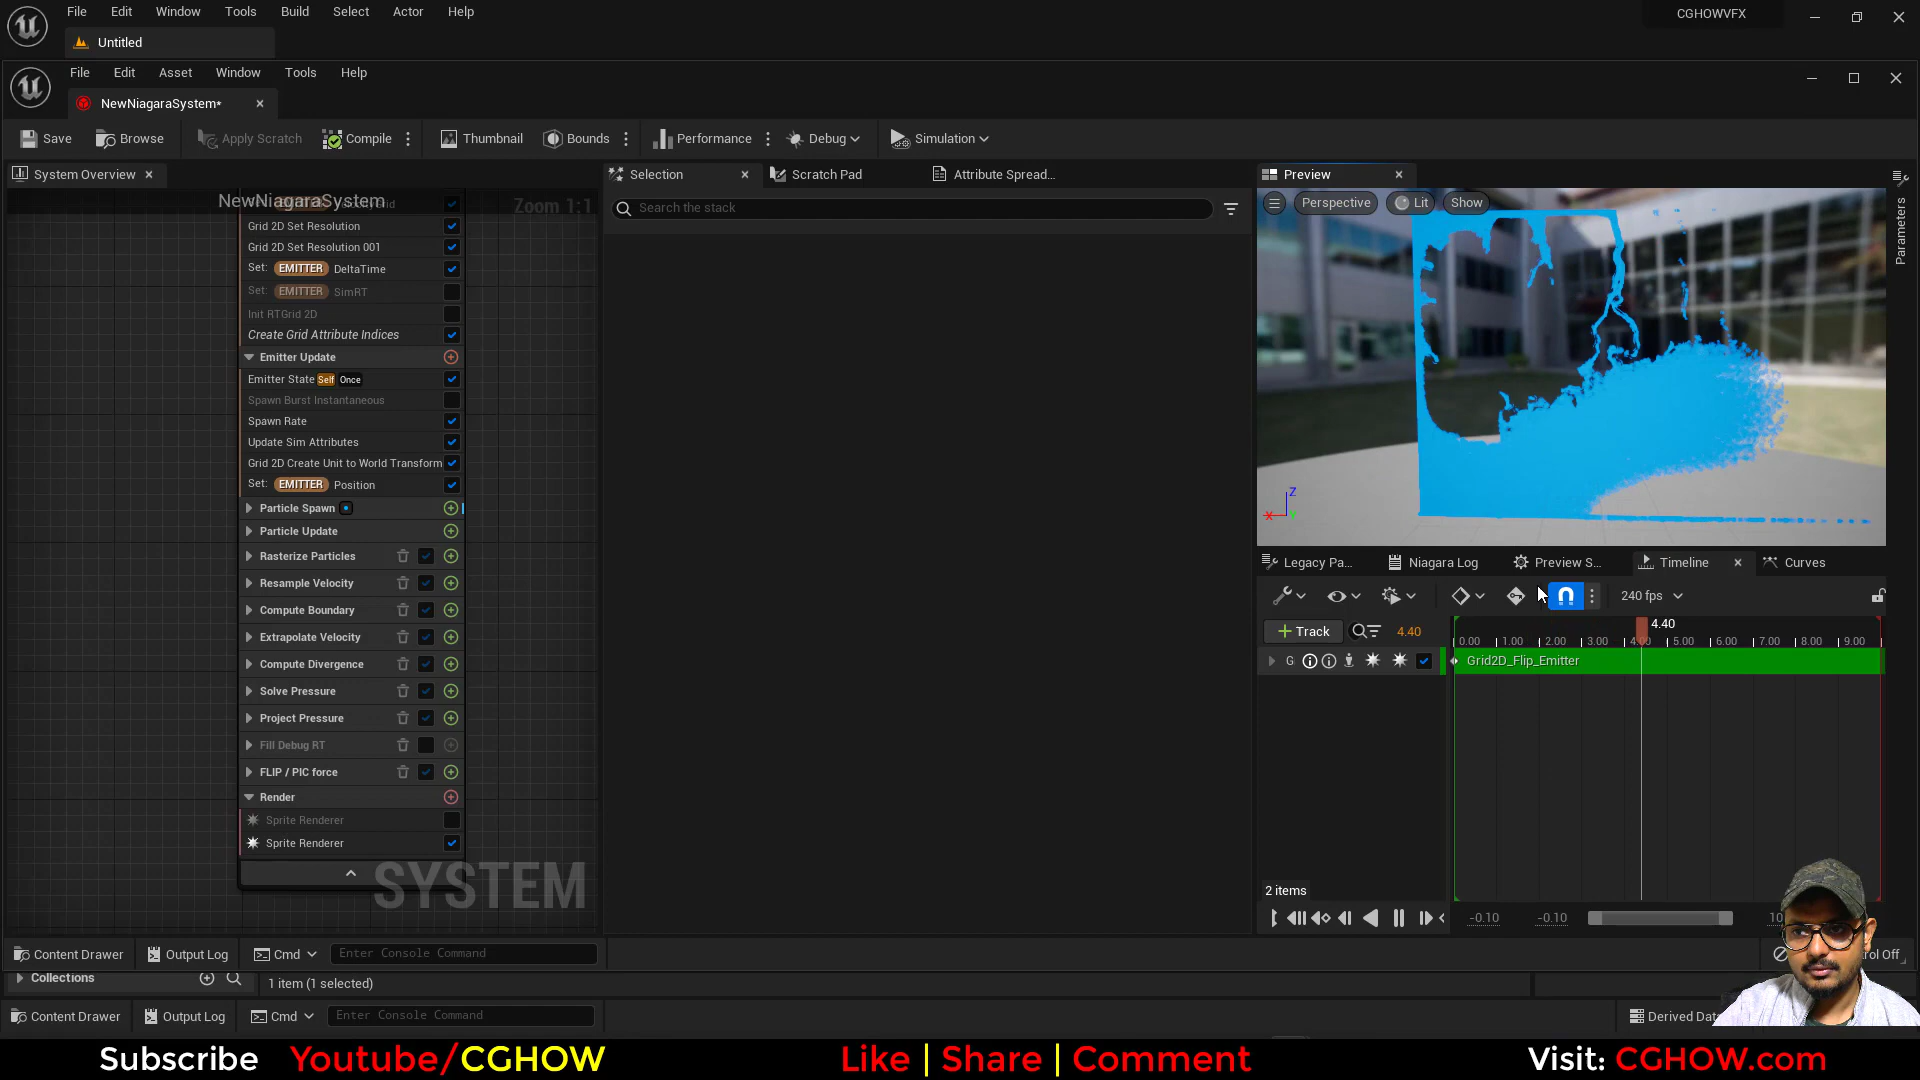 File Edit Window Tools Build Select Actor Help
CGHOWVFX
Untitled
File Edit Asset Window Tools Help
NewNiagaraSystem*
Save Browse Apply Scratch Compile Thumbnail Bounds Performance Debug Simulation
System Overview
Selection
Scratch Pad
Attribute Spread...
Preview
NewNiagaraSystem
Zoom 1:1
Search the stack
Perspective Lit Show
Parameters
Grid 2D Set Resolution
Grid 2D Set Resolution 001
Set: EMITTER DeltaTime
Set: EMITTER SimRT
Init RTGrid 2D
Create Grid Attribute Indices
Emitter Update
Emitter State Self Once
Spawn Burst Instantaneous
Spawn Rate
Update Sim Attributes
Grid 2D Create Unit to World Transform
Set: EMITTER Position
Particle Spawn
Particle Update
Rasterize Particles
Resample Velocity
Compute Boundary
Extrapolate Velocity
Compute Divergence
Solve Pressure
Project Pressure
Fill Debug RT
FLIP / PIC force
Render
Sprite Renderer
Sprite Renderer
SYSTEM
Z
X
Y
Legacy Pa... Niagara Log Preview S... Timeline Curves
240 fps
Track
4.40
4.40
0.00 1.00 2.00 3.00 4.00 5.00 6.00 7.00 8.00 9.00
G
Grid2D_Flip_Emitter
2 items
-0.10 -0.10
Content Drawer Output Log Cmd Enter Console Command
Collections
1 item (1 selected)
Content Drawer Output Log Cmd Enter Console Command
Subscribe Youtube/CGHOW
Like | Share | Comment
Visit: CGHOW.com